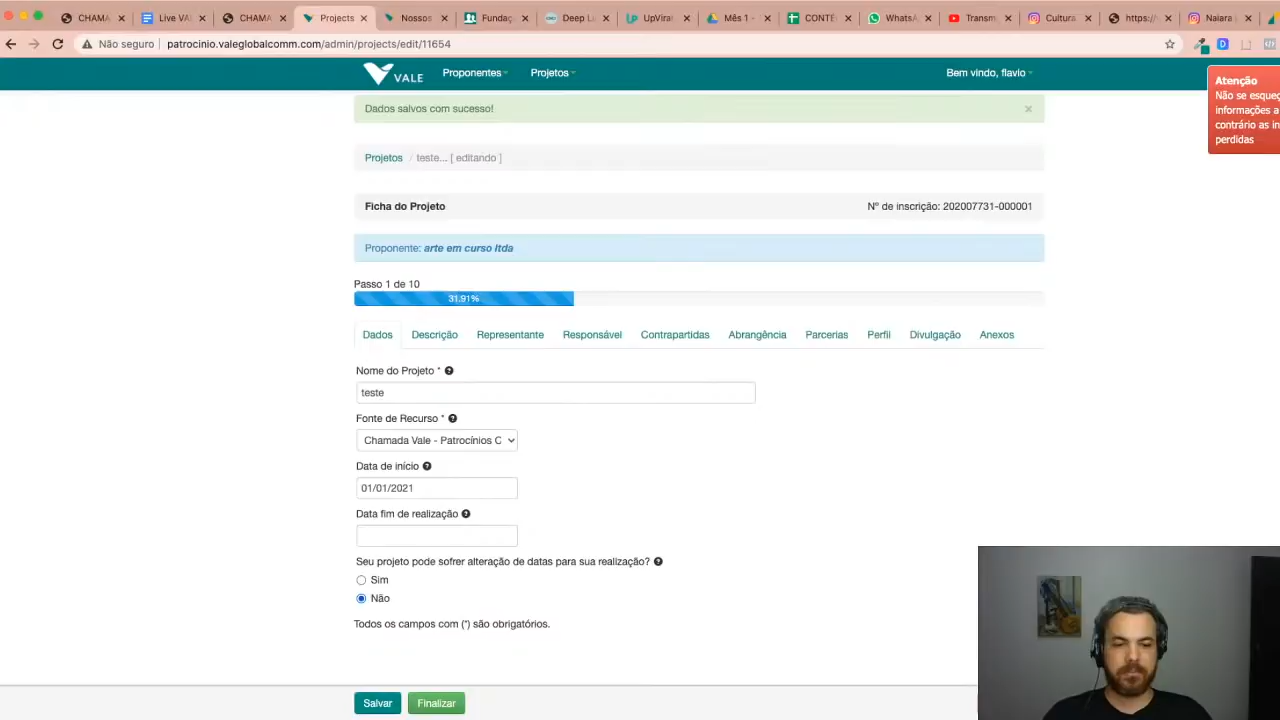 CHAMA
Live VA
CHAMA
Projects
Nossos
Fundaç
Deep L
UpViral
Mês 1 -
CONTE
WhatsA
Transm
Cultura
https://
Naiara
Não seguro
patrocinio.valeglobalcomm.com/admin/projects/edit/11654
VALE
Proponentes
Projetos
Bem vindo, flavio
Atenção
Não se esqueç
informações a
contrário as in
perdidas
Dados salvos com sucesso!
Projetos / teste... [ editando ]
Ficha do Projeto
Nº de inscrição: 202007731-000001
Proponente: arte em curso ltda
Passo 1 de 10
31.91%
Dados
Descrição
Representante
Responsável
Contrapartidas
Abrangência
Parcerias
Perfil
Divulgação
Anexos
Nome do Projeto *
teste
Fonte de Recurso *
Chamada Vale - Patrocínios C
Data de início
01/01/2021
Data fim de realização
Seu projeto pode sofrer alteração de datas para sua realização?
Sim
Não
Todos os campos com (*) são obrigatórios.
Salvar
Finalizar